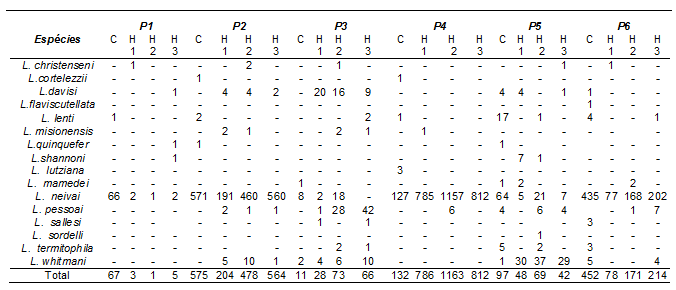 P1 P2 P3 P4 P5 P6
Espécies C H H H C H H H C H H H C H H H C H H H C H H H
1 2 3 1 2 3 1 2 3 1 2 3 1 2 3 1 2 3
L. christenseni - 1 - - - - 2 - - - 1 - - - - - - - - 1 - 1 - -
L.cortelezzii - - - - 1 - - - - - - - 1 - - - - - - - - - - -
L.davisi - - - 1 - 4 4 2 - 20 16 9 - - - - 4 4 - 1 1 - - -
L.flaviscutellata - - - - - - - - - - - - - - - - - - - - 1 - - -
L. lenti 1 - - - 2 - - - - - - 2 1 - - - 17 - 1 - 4 - - 1
L. misionensis - - - - - 2 1 - - - 2 1 - 1 - - - - - - - - - -
L.quinquefer - - - 1 1 - - - - - - - - - - - 1 - - - - - - -
L.shannoni - - - 1 - - - - - - - - - - - - - 7 1 - - - - -
L. lutziana - - - - - - - - - - - - 3 - - - - - - - - - - -
L. mamedei - - - - - - - - 1 - - - - - - - 1 2 - - - - 2 -
L. neivai 66 2 1 2 571 191 460 560 8 2 18 - 127 785 1157 812 64 5 21 7 435 77 168 202
L. pessoai - - - - - 2 1 1 - 1 28 42 - - 6 - 4 - 6 4 - - 1 7
L. sallesi - - - - - - - - - 1 - 1 - - - - - - - - 3 - - -
L. sordelli - - - - - - - - - - - - - - - - - - 1 - - - - -
L. termitophila - - - - - - - - - - 2 1 - - - - 5 - 2 - 3 - - -
L. whitmani - - - - - 5 10 1 2 4 6 10 - - - - 1 30 37 29 5 - - 4
Total 67 3 1 5 575 204 478 564 11 28 73 66 132 786 1163 812 97 48 69 42 452 78 171 214